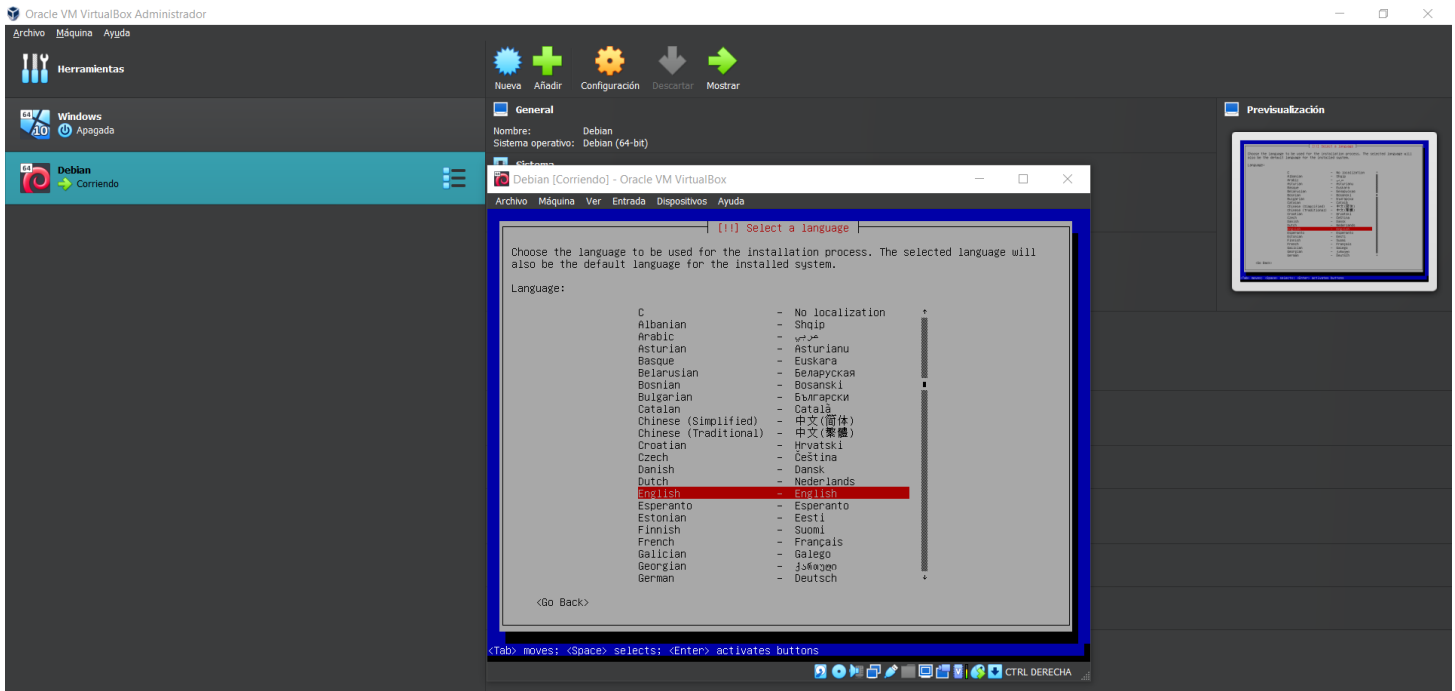 Oracle VM VirtualBox Administrador
Archivo Máquina Ayuda
Herramientas
Nueva Añadir Configuración Descartar Mostrar
64
10
Windows
Apagada
64
Debian
Corriendo
General
Nombre: Debian
Sistema operativo: Debian (64-bit)
Sistema
Previsualización
Debian [Corriendo] - Oracle VM VirtualBox
Archivo Máquina Ver Entrada Dispositivos Ayuda
[!!] Select a language
Choose the language to be used for the installation process. The selected language will
also be the default language for the installed system.
Language:
C - No localization
Albanian - Shqip
Arabic - عربي
Asturian - Asturianu
Basque - Euskara
Belarusian - Беларуская
Bosnian - Bosanski
Bulgarian - Български
Catalan - Català
Chinese (Simplified) - 中文(简体)
Chinese (Traditional) - 中文(繁體)
Croatian - Hrvatski
Czech - Čeština
Danish - Dansk
Dutch - Nederlands
English - English
Esperanto - Esperanto
Estonian - Eesti
Finnish - Suomi
French - Français
Galician - Galego
Georgian - ქართული
German - Deutsch
<Go Back>
<Tab> moves; <Space> selects; <Enter> activates buttons
CTRL DERECHA